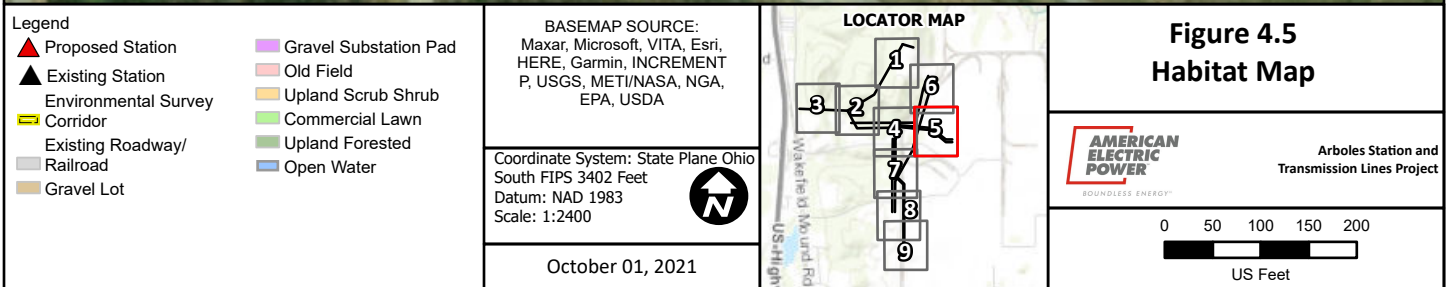 Legend
Proposed Station
Existing Station
Environmental Survey
Corridor
Existing Roadway/
Railroad
Gravel Lot
Gravel Substation Pad
Old Field
Upland Scrub Shrub
Commercial Lawn
Upland Forested
Open Water
BASEMAP SOURCE:
Maxar, Microsoft, VITA, Esri,
HERE, Garmin, INCREMENT
P, USGS, METI/NASA, NGA,
EPA, USDA
Coordinate System: State Plane Ohio
South FIPS 3402 Feet
Datum: NAD 1983
Scale: 1:2400
N
October 01, 2021
LOCATOR MAP
d
1
6
3
2
4
5
7
8
9
Wakefield Mound Rd
US-High
Figure 4.5
Habitat Map
AMERICAN
ELECTRIC
POWER
BOUNDLESS ENERGY℠
Arboles Station and
Transmission Lines Project
0 50 100 150 200
US Feet